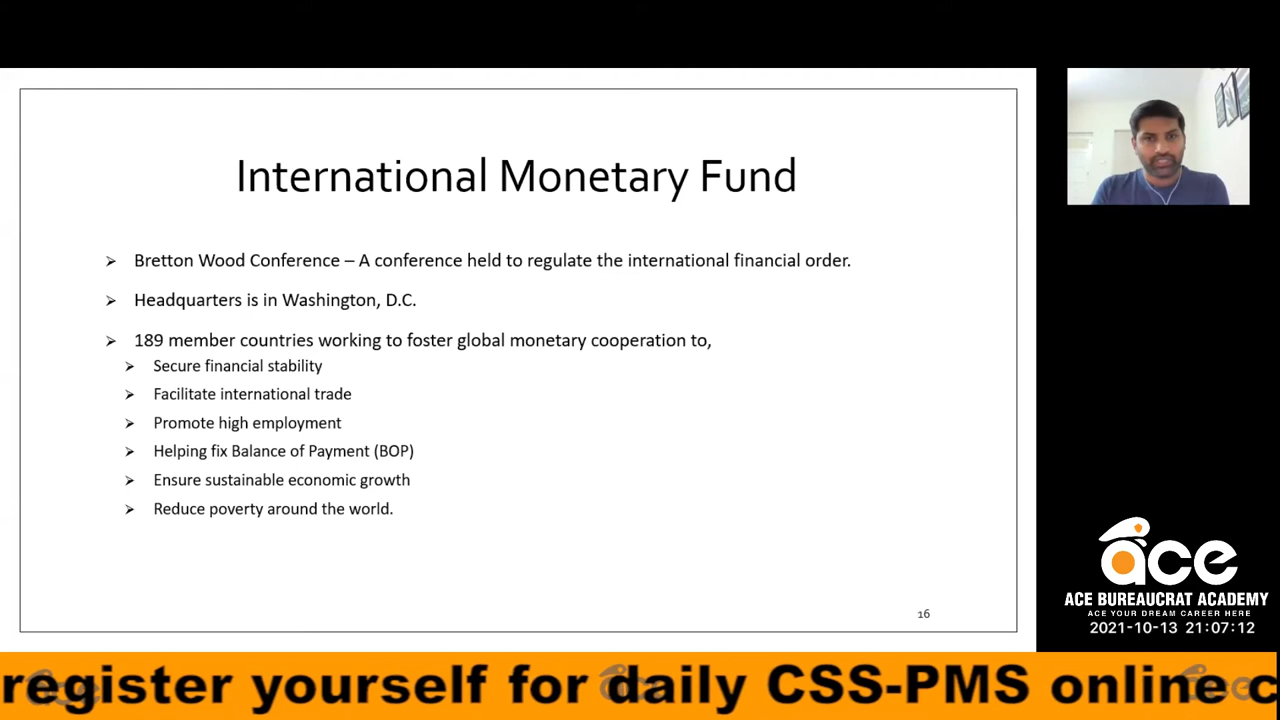 International Monetary Fund
➢ Bretton Wood Conference – A conference held to regulate the international financial order.
➢ Headquarters is in Washington, D.C.
➢ 189 member countries working to foster global monetary cooperation to,
➢ Secure financial stability
➢ Facilitate international trade
➢ Promote high employment
➢ Helping fix Balance of Payment (BOP)
➢ Ensure sustainable economic growth
➢ Reduce poverty around the world.
16
ace
ACE BUREAUCRAT ACADEMY
ACE YOUR DREAM CAREER HERE
2021-10-13 21:07:12
register yourself for daily CSS-PMS online c